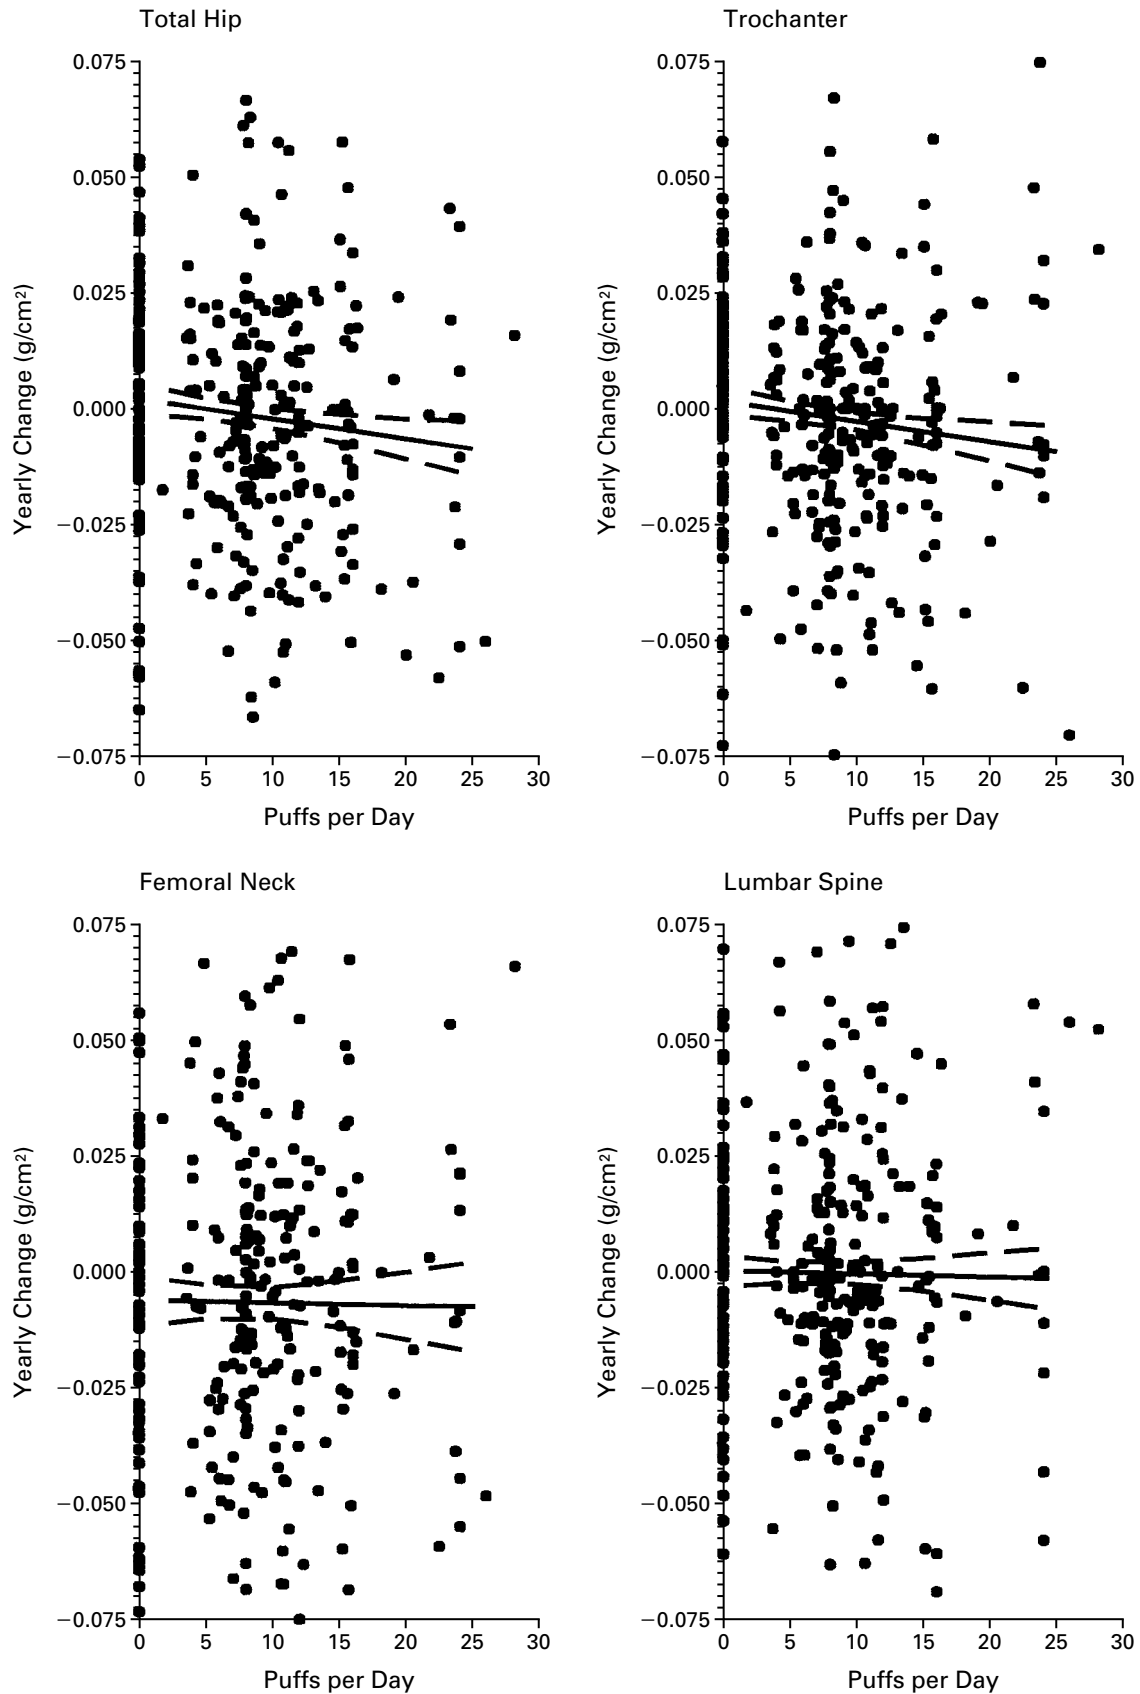 Total Hip
0.075
0.050
0.025
0.000
−0.025
−0.050
−0.075
Yearly Change (g/cm²)
0 5 10 15 20 25 30
Puffs per Day
Trochanter
0.075
0.050
0.025
0.000
−0.025
−0.050
−0.075
Yearly Change (g/cm²)
0 5 10 15 20 25 30
Puffs per Day
Femoral Neck
0.075
0.050
0.025
0.000
−0.025
−0.050
−0.075
Yearly Change (g/cm²)
0 5 10 15 20 25 30
Puffs per Day
Lumbar Spine
0.075
0.050
0.025
0.000
−0.025
−0.050
−0.075
Yearly Change (g/cm²)
0 5 10 15 20 25 30
Puffs per Day